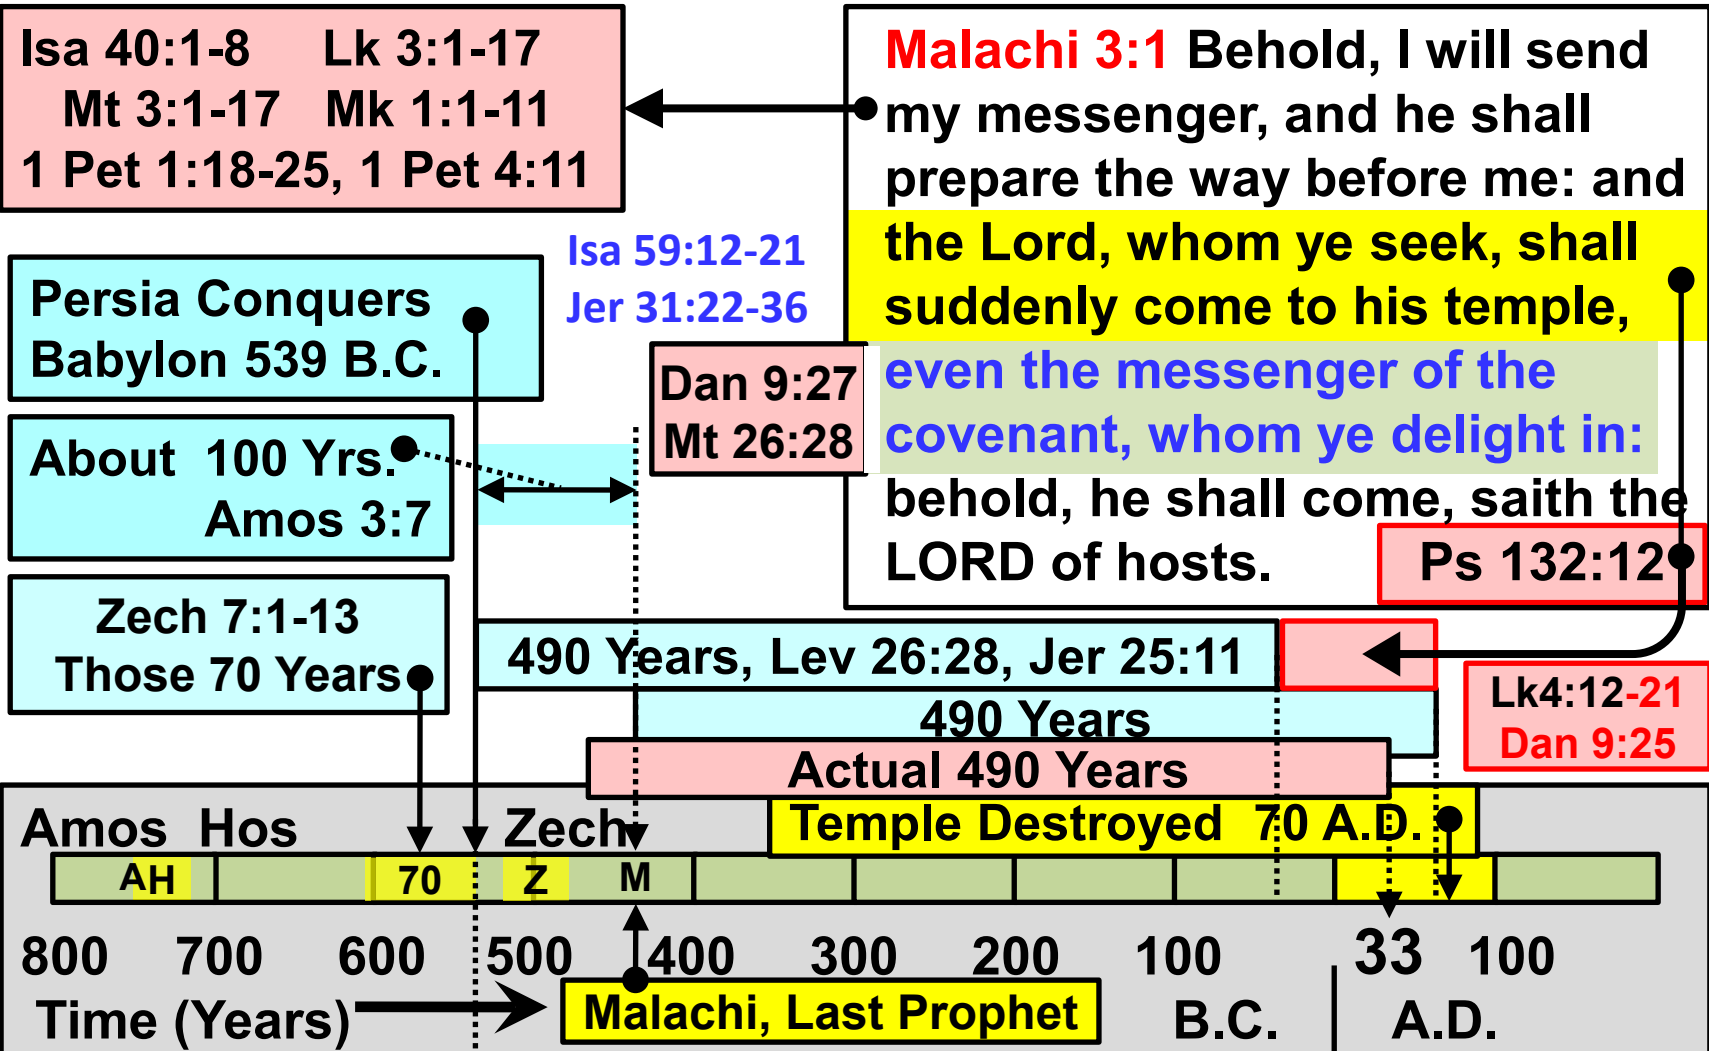 Isa 40:1-8 Lk 3:1-17
Mt 3:1-17 Mk 1:1-11
1 Pet 1:18-25, 1 Pet 4:11
Malachi 3:1 Behold, I will send
my messenger, and he shall
prepare the way before me: and
the Lord, whom ye seek, shall
suddenly come to his temple,
even the messenger of the
covenant, whom ye delight in:
behold, he shall come, saith the
LORD of hosts.
Ps 132:12
Isa 59:12-21
Jer 31:22-36
Persia Conquers
Babylon 539 B.C.
Dan 9:27
Mt 26:28
About 100 Yrs.
Amos 3:7
Zech 7:1-13
Those 70 Years
490 Years, Lev 26:28, Jer 25:11
490 Years
Actual 490 Years
Lk4:12-21
Dan 9:25
Temple Destroyed 70 A.D.
Amos Hos Zech
AH 70 Z M
800 700 600 500 400 300 200 100 33 100
Time (Years)
Malachi, Last Prophet
B.C. A.D.